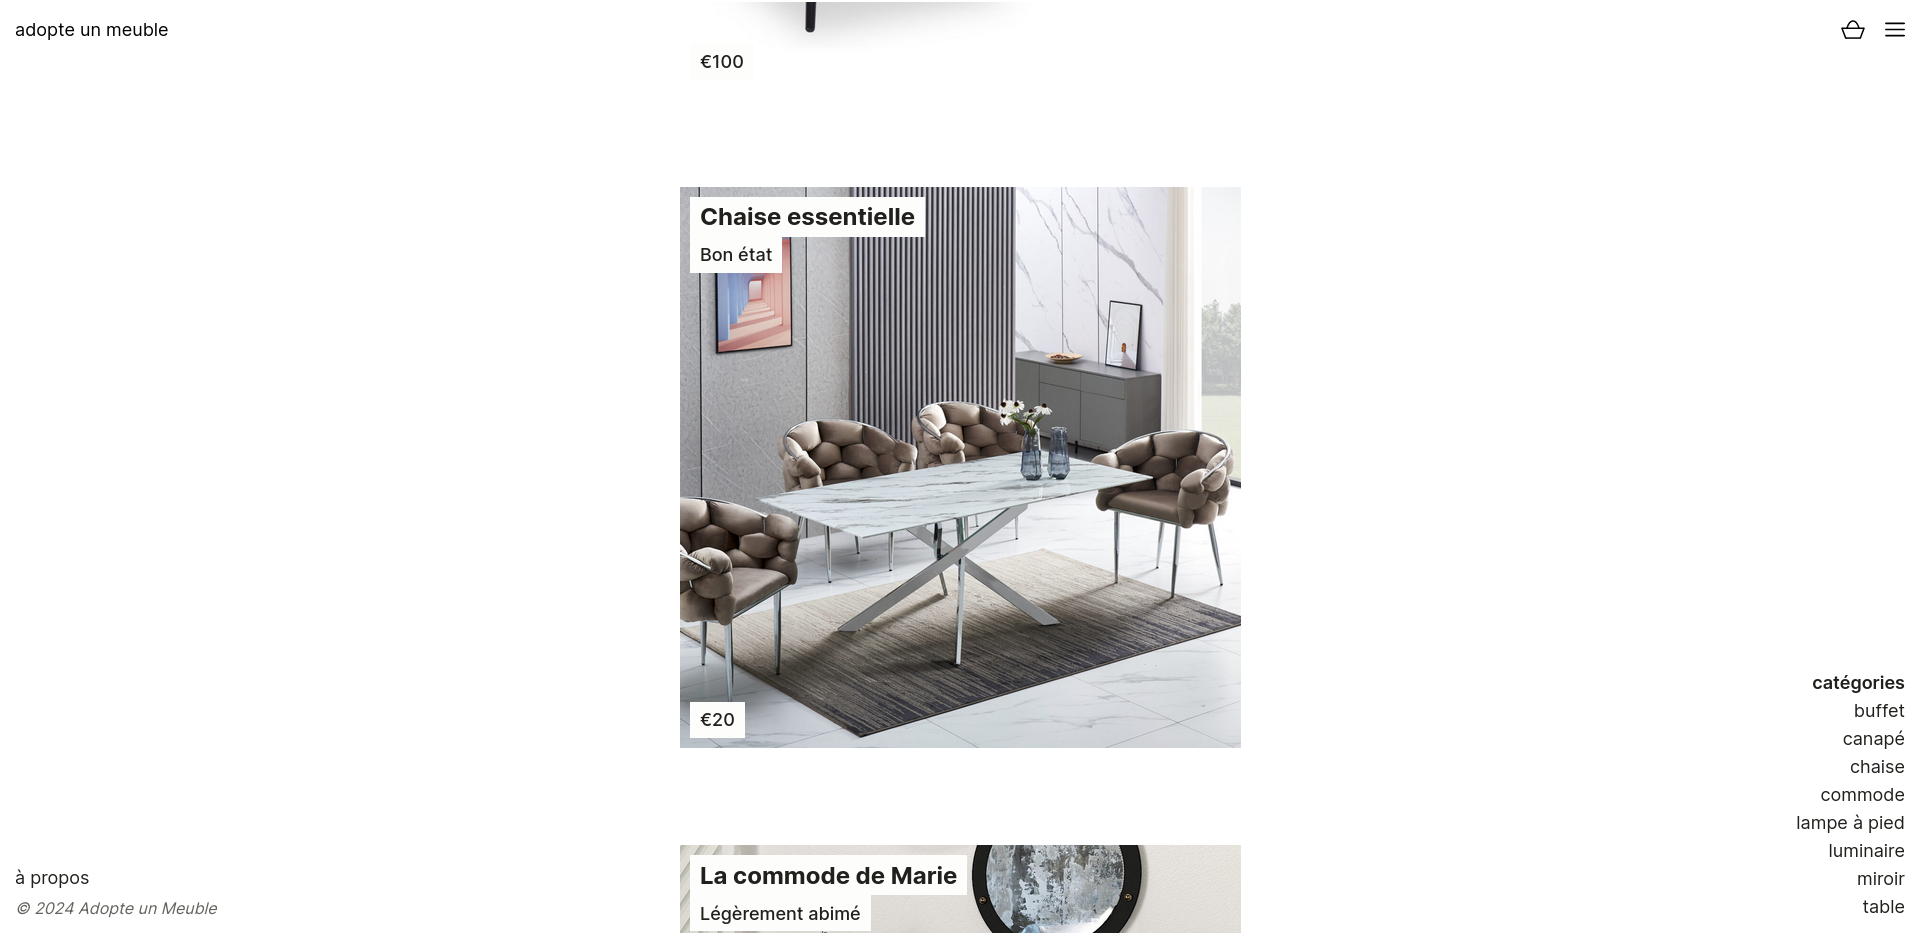 adopte un meuble
€100
Chaise essentielle
Bon état
€20
La commode de Marie
Légèrement abimé
catégories
buffet
canapé
chaise
commode
lampe à pied
luminaire
miroir
table
à propos
© 2024 Adopte un Meuble